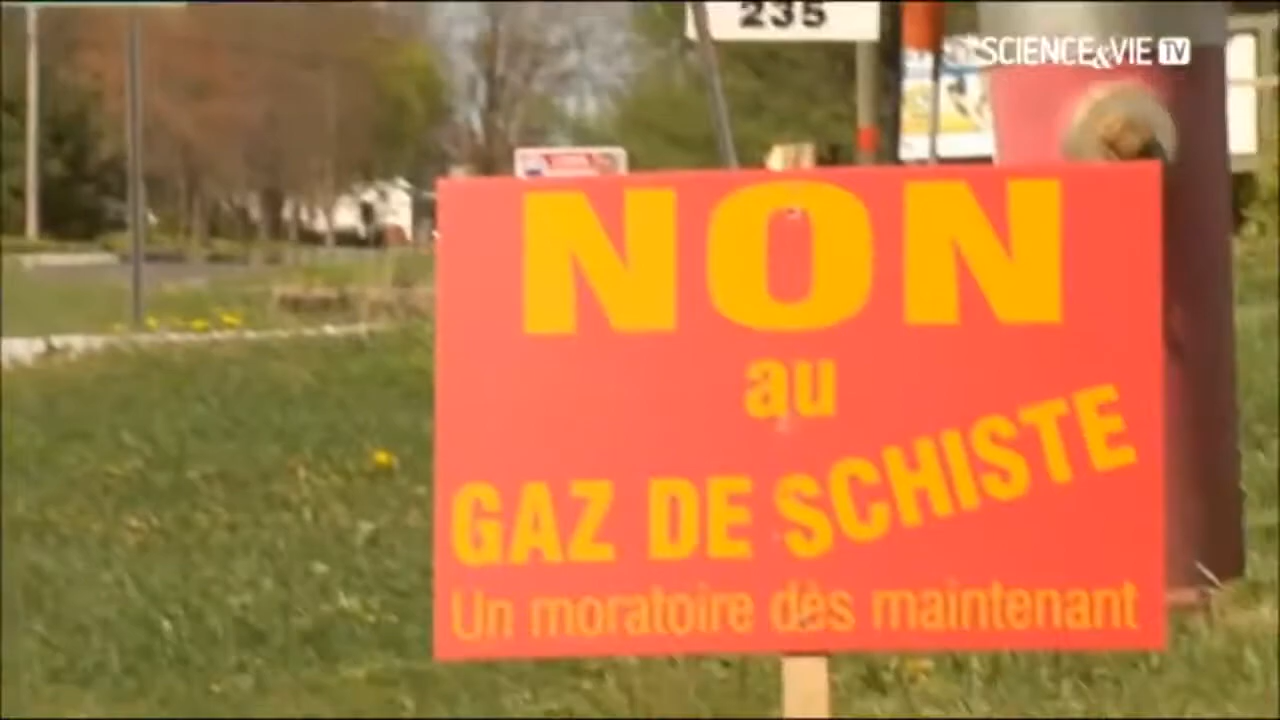 235
SCIENCE&VIE TV
NON
au
GAZ DE SCHISTE
Un moratoire dès maintenant